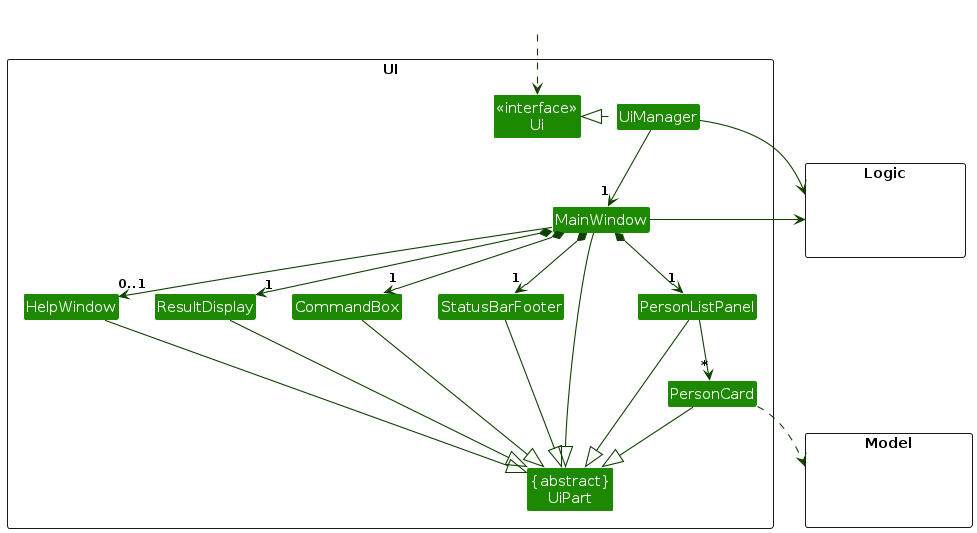 UI
«interface»
Ui
UiManager
Logic
1
MainWindow
0..1
1
1
1
1
HelpWindow
ResultDisplay
CommandBox
StatusBarFooter
PersonListPanel
*
PersonCard
Model
{abstract}
UiPart